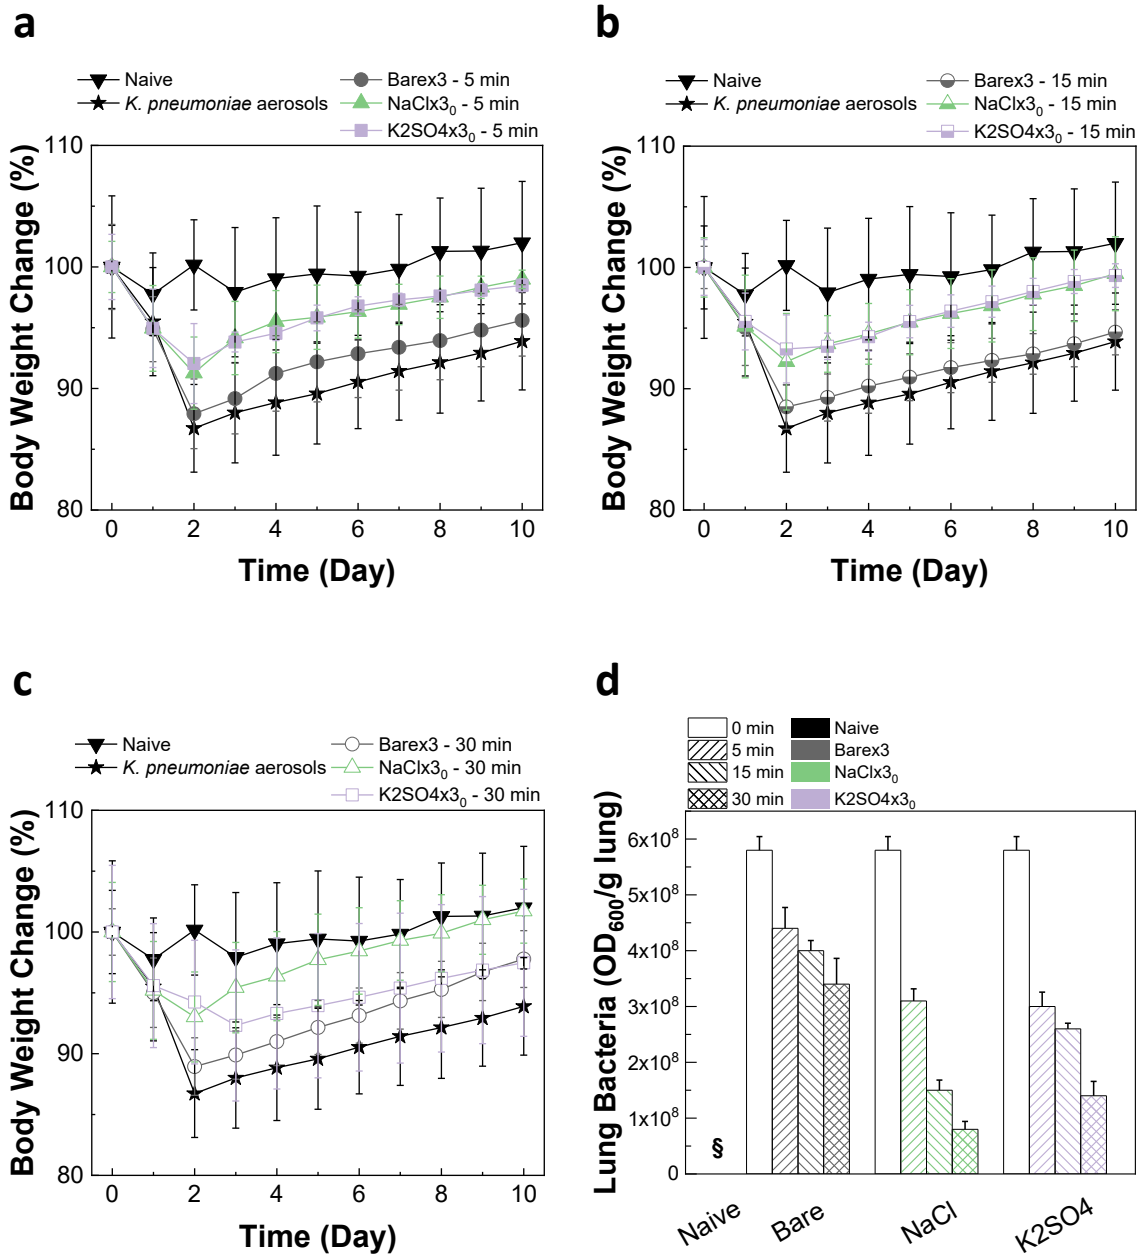 a
Naive
K. pneumoniae aerosols
Barex3 - 5 min
NaClx3₀ - 5 min
K2SO4x3₀ - 5 min
Body Weight Change (%)
110
100
90
80
0 2 4 6 8 10
Time (Day)
b
Naive
K. pneumoniae aerosols
Barex3 - 15 min
NaClx3₀ - 15 min
K2SO4x3₀ - 15 min
Body Weight Change (%)
110
100
90
80
0 2 4 6 8 10
Time (Day)
c
Naive
K. pneumoniae aerosols
Barex3 - 30 min
NaClx3₀ - 30 min
K2SO4x3₀ - 30 min
Body Weight Change (%)
110
100
90
80
0 2 4 6 8 10
Time (Day)
d
0 min Naive
5 min Barex3
15 min NaClx3₀
30 min K2SO4x3₀
Lung Bacteria (OD₆₀₀/g lung)
6x10⁸
5x10⁸
4x10⁸
3x10⁸
2x10⁸
1x10⁸
0
§
Naive Bare NaCl K2SO4